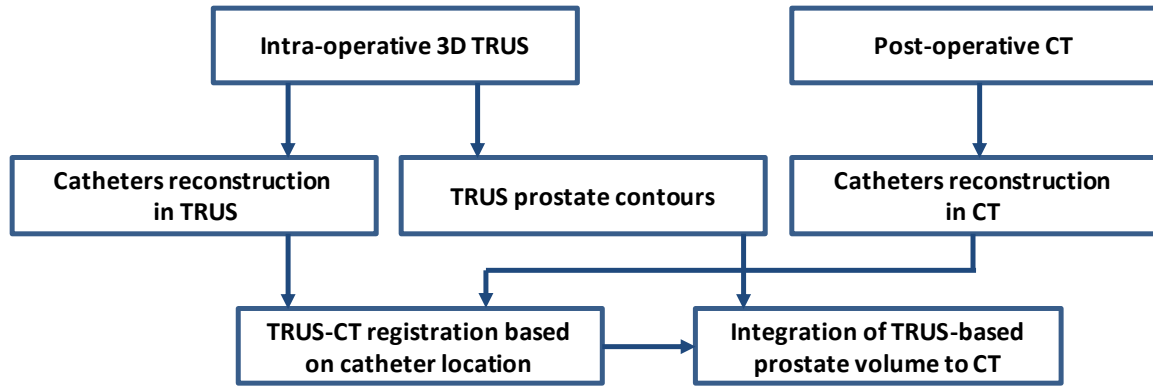 Intra-operative 3D TRUS
Post-operative CT
Catheters reconstruction
in TRUS
TRUS prostate contours
Catheters reconstruction
in CT
TRUS-CT registration based
on catheter location
Integration of TRUS-based
prostate volume to CT